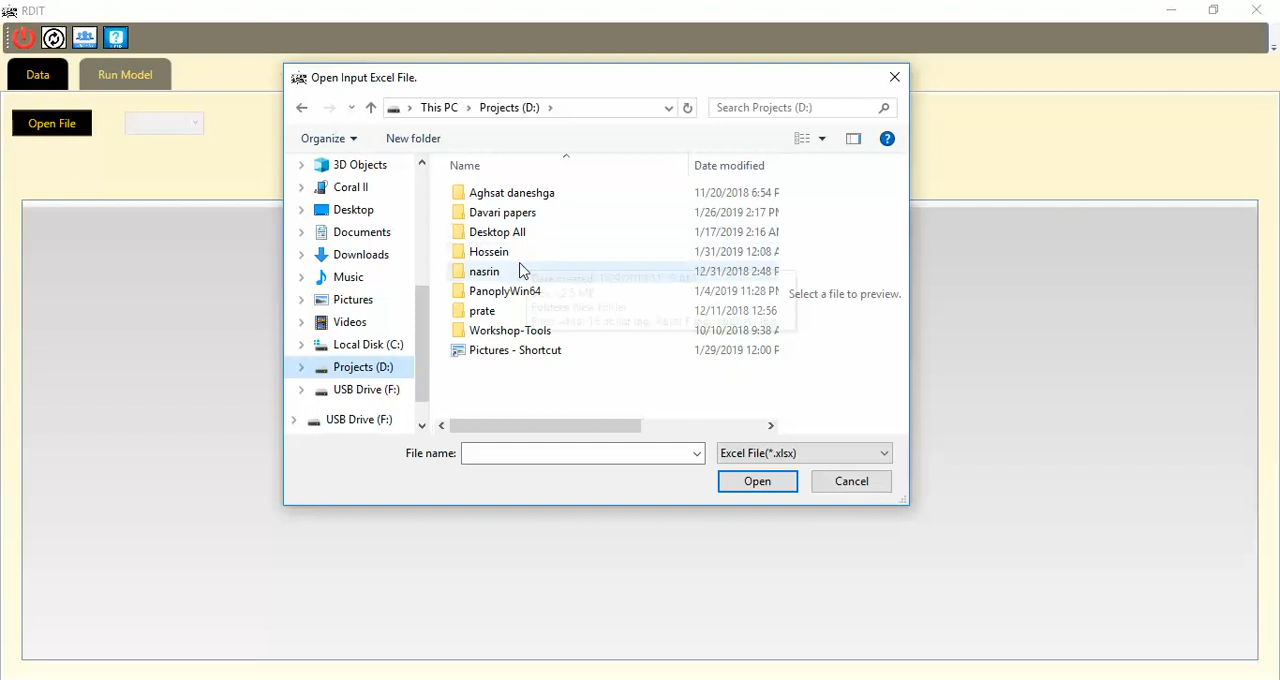 RDIT
Data
Run Model
Open File
Open Input Excel File.
This PC > Projects (D:) >
Search Projects (D:)
Organize
New folder
Name
Date modified
3D Objects
Coral II
Desktop
Documents
Downloads
Music
Pictures
Videos
Local Disk (C:)
Projects (D:)
USB Drive (F:)
USB Drive (F:)
Aghsat daneshga 11/20/2018 6:54 P
Davari papers 1/26/2019 2:17 PM
Desktop All 1/17/2019 2:16 AM
Hossein 1/31/2019 12:08 A
nasrin 12/31/2018 2:48 P
PanoplyWin64 1/4/2019 11:28 PM
prate 12/11/2018 12:56
Workshop-Tools 10/10/2018 9:38 A
Pictures - Shortcut 1/29/2019 12:00 P
Select a file to preview.
File name:
Excel File(*.xlsx)
Open
Cancel